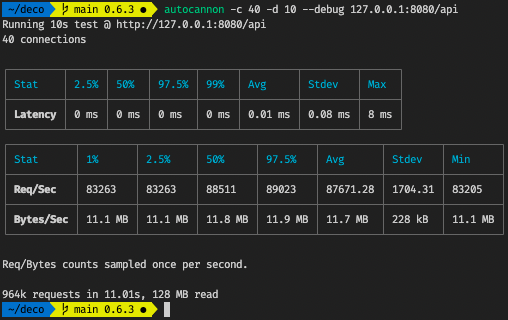 ~/deco main 0.6.3 ● autocannon -c 40 -d 10 --debug 127.0.0.1:8080/api
Running 10s test @ http://127.0.0.1:8080/api
40 connections
Stat 2.5% 50% 97.5% 99% Avg Stdev Max
Latency 0 ms 0 ms 0 ms 0 ms 0.01 ms 0.08 ms 8 ms
Stat 1% 2.5% 50% 97.5% Avg Stdev Min
Req/Sec 83263 83263 88511 89023 87671.28 1704.31 83205
Bytes/Sec 11.1 MB 11.1 MB 11.8 MB 11.9 MB 11.7 MB 228 kB 11.1 MB
Req/Bytes counts sampled once per second.
964k requests in 11.01s, 128 MB read
~/deco main 0.6.3 ●